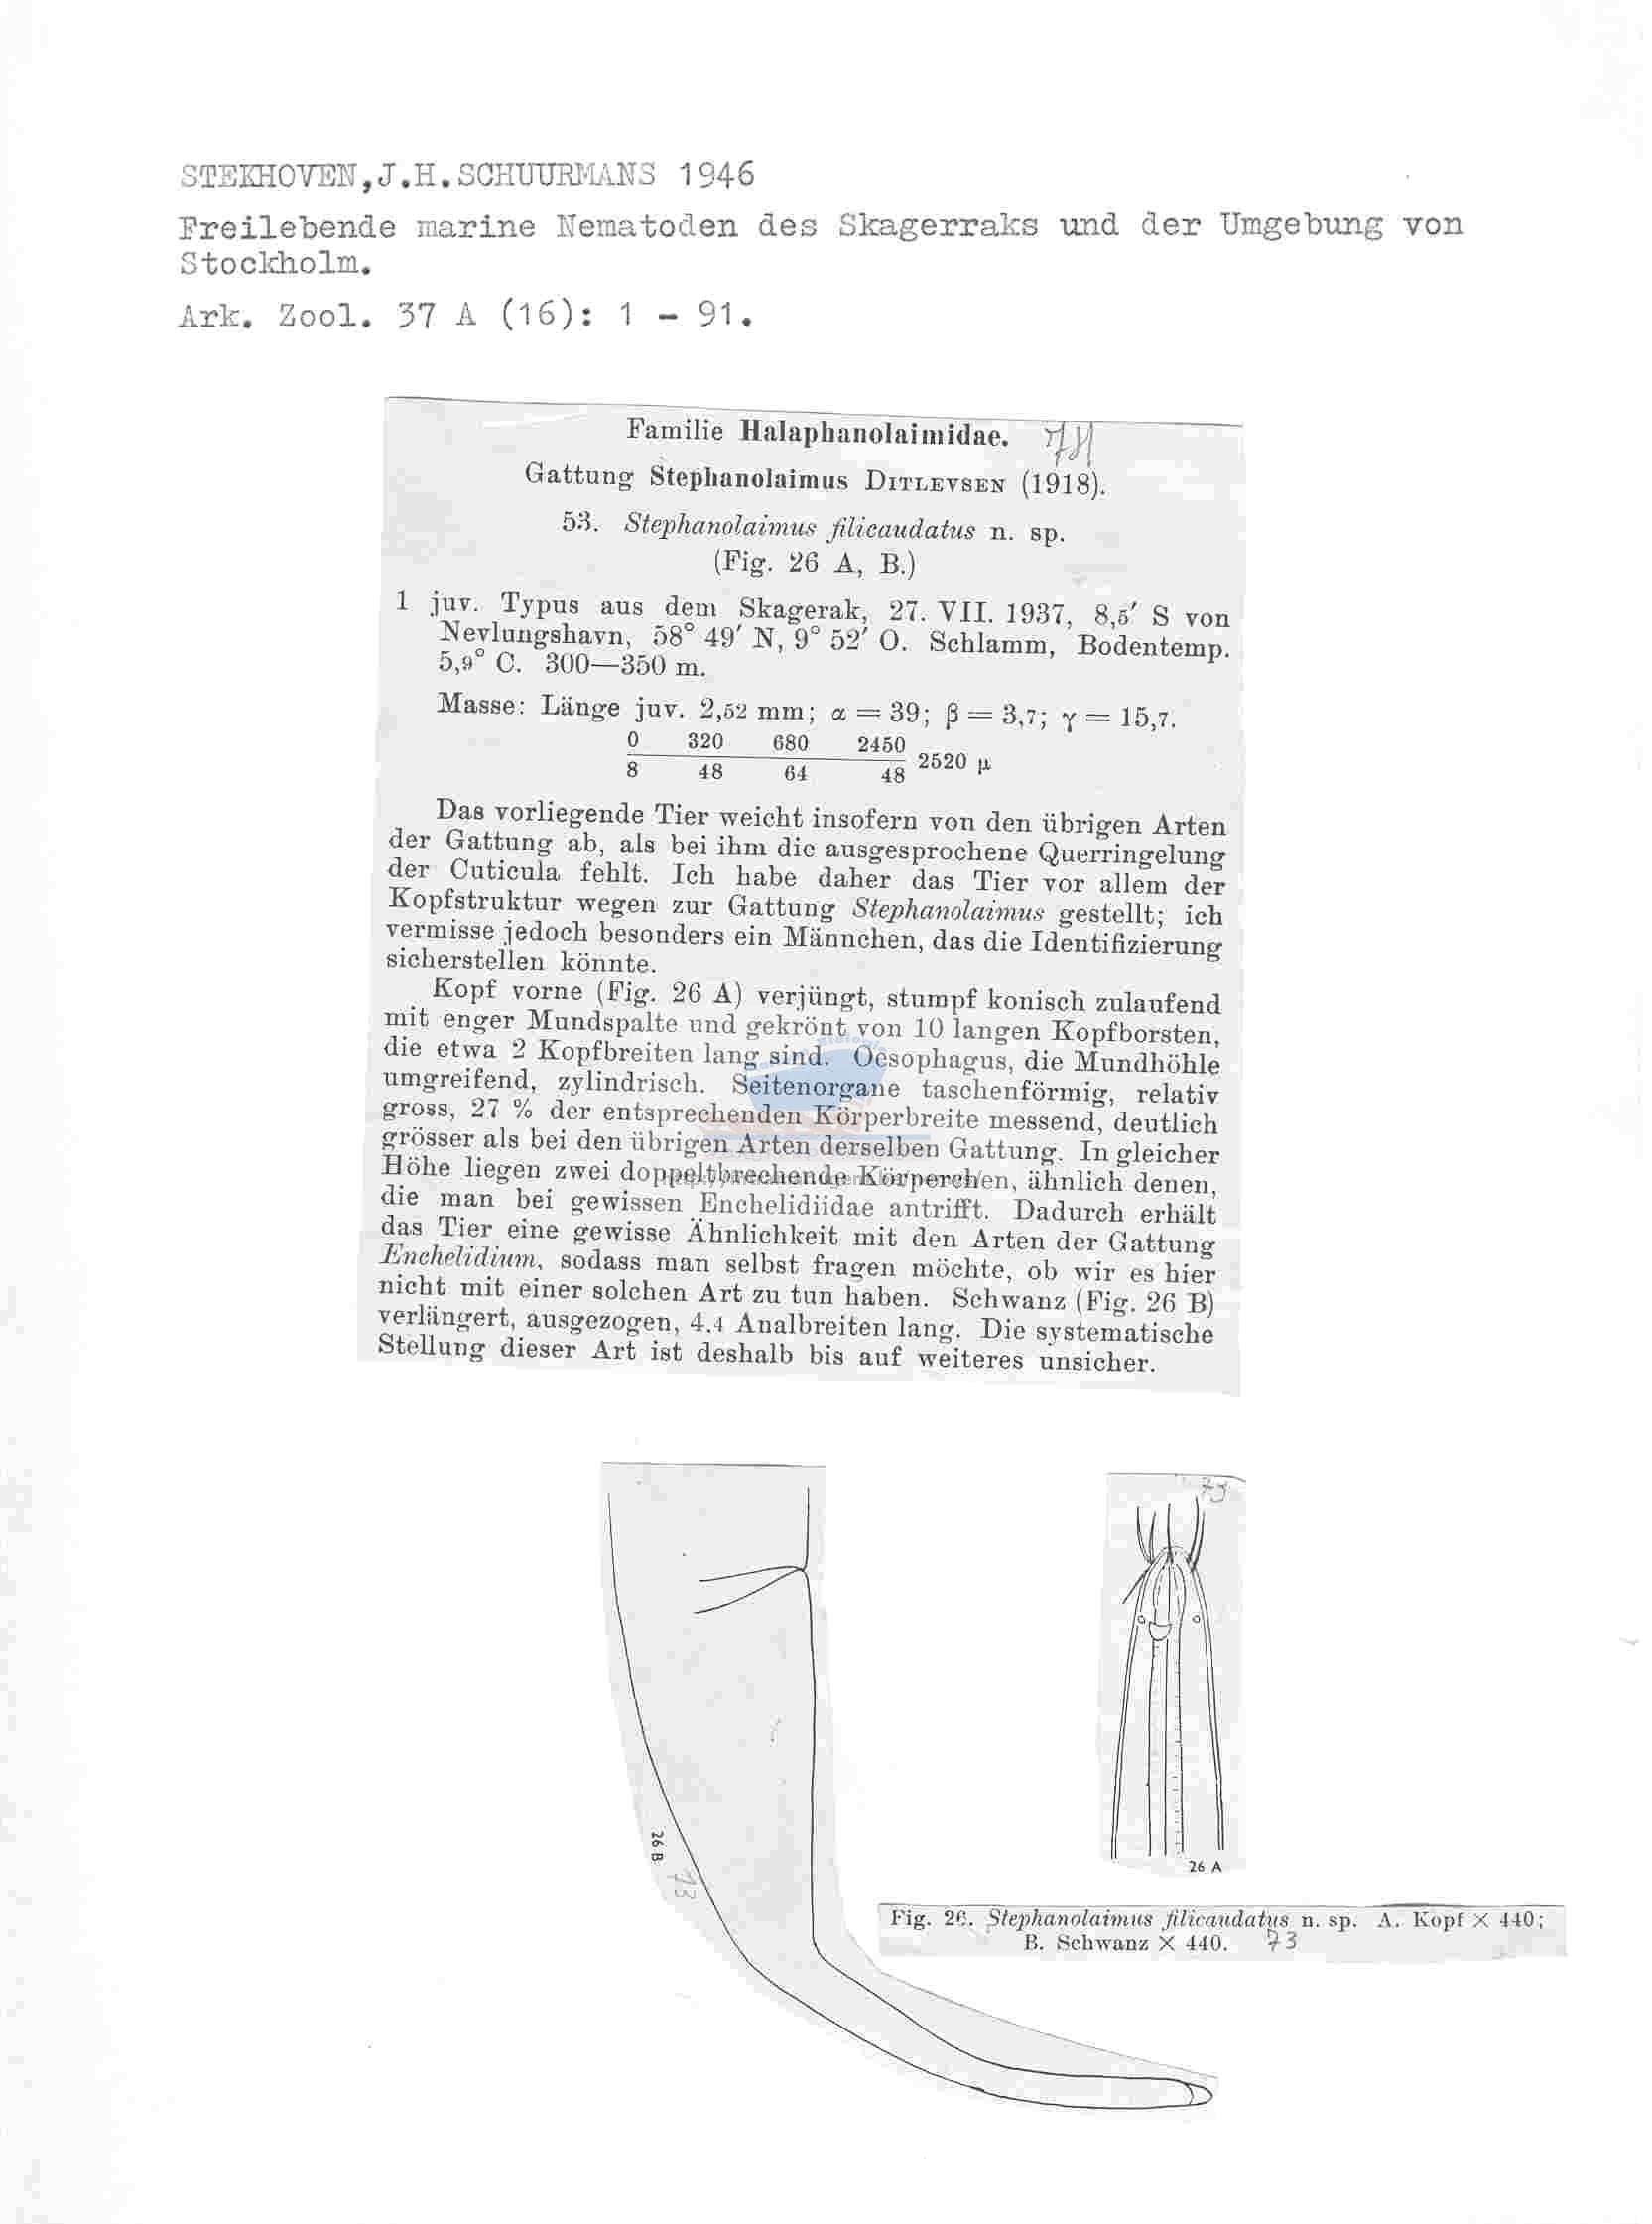 STEKHOVEN,J.H.SCHUURMANS 1946
Freilebende marine Nematoden des Skagerraks und der Umgebung von
Stockholm.
Ark. Zool. 37 A (16): 1 - 91.
Familie Halaphanolaimidae.
Gattung Stephanolaimus DITLEVSEN (1918).
53. Stephanolaimus filicaudatus n. sp.
(Fig. 26 A, B.)
1 juv. Typus aus dem Skagerak, 27. VII. 1937, 8,5′ S von
Nevlungshavn, 58° 49′ N, 9° 52′ O. Schlamm, Bodentemp.
5,9° C. 300—350 m.
Masse: Länge juv. 2,52 mm; α = 39; β = 3,7; γ = 15,7.
0 320 680 2450
8 48 64 48 2520 μ
Das vorliegende Tier weicht insofern von den übrigen Arten
der Gattung ab, als bei ihm die ausgesprochene Querringelung
der Cuticula fehlt. Ich habe daher das Tier vor allem der
Kopfstruktur wegen zur Gattung Stephanolaimus gestellt; ich
vermisse jedoch besonders ein Männchen, das die Identifizierung
sicherstellen könnte.
Kopf vorne (Fig. 26 A) verjüngt, stumpf konisch zulaufend
mit enger Mundspalte und gekrönt von 10 langen Kopfborsten,
die etwa 2 Kopfbreiten lang sind. Oesophagus, die Mundhöhle
umgreifend, zylindrisch. Seitenorgane taschenförmig, relativ
gross, 27 % der entsprechenden Körperbreite messend, deutlich
grösser als bei den übrigen Arten derselben Gattung. In gleicher
Höhe liegen zwei doppeltbrechende Körperchen, ähnlich denen,
die man bei gewissen Enchelidiidae antrifft. Dadurch erhält
das Tier eine gewisse Ähnlichkeit mit den Arten der Gattung
Enchelidium, sodass man selbst fragen möchte, ob wir es hier
nicht mit einer solchen Art zu tun haben. Schwanz (Fig. 26 B)
verlängert, ausgezogen, 4.4 Analbreiten lang. Die systematische
Stellung dieser Art ist deshalb bis auf weiteres unsicher.
73
26 B
73
26 A
Fig. 26. Stephanolaimus filicaudatus n. sp. A. Kopf × 440;
B. Schwanz × 440. 73